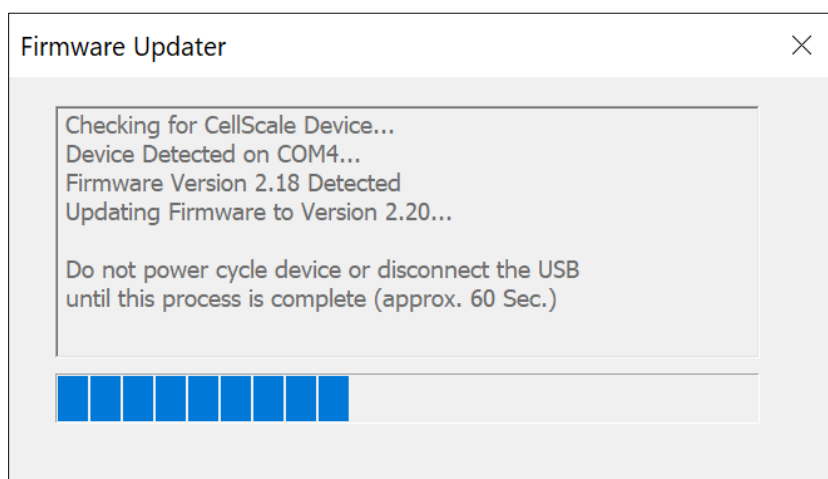 Firmware Updater
Checking for CellScale Device...
Device Detected on COM4...
Firmware Version 2.18 Detected
Updating Firmware to Version 2.20...
Do not power cycle device or disconnect the USB
until this process is complete (approx. 60 Sec.)